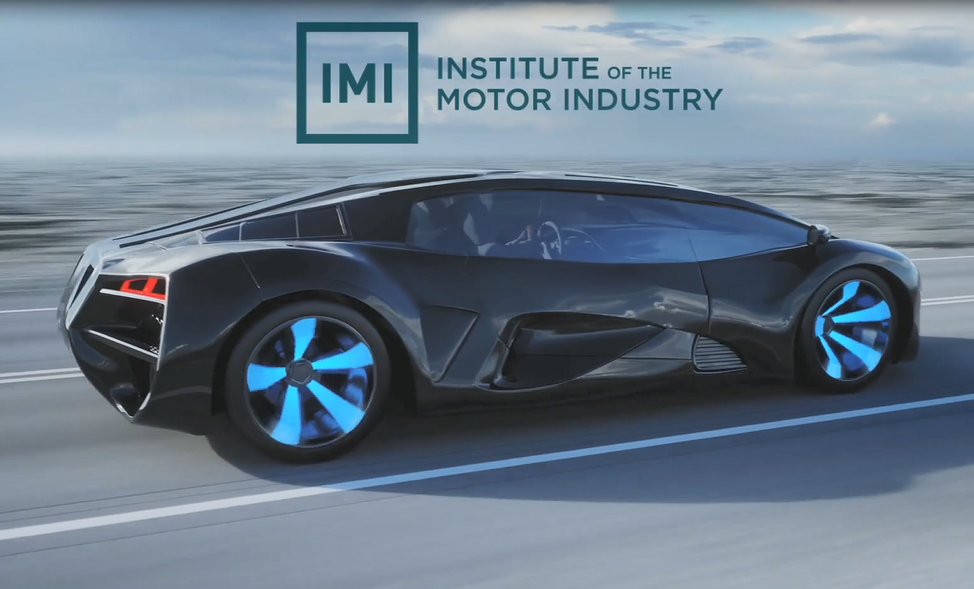 IMI
INSTITUTE OF THE
MOTOR INDUSTRY